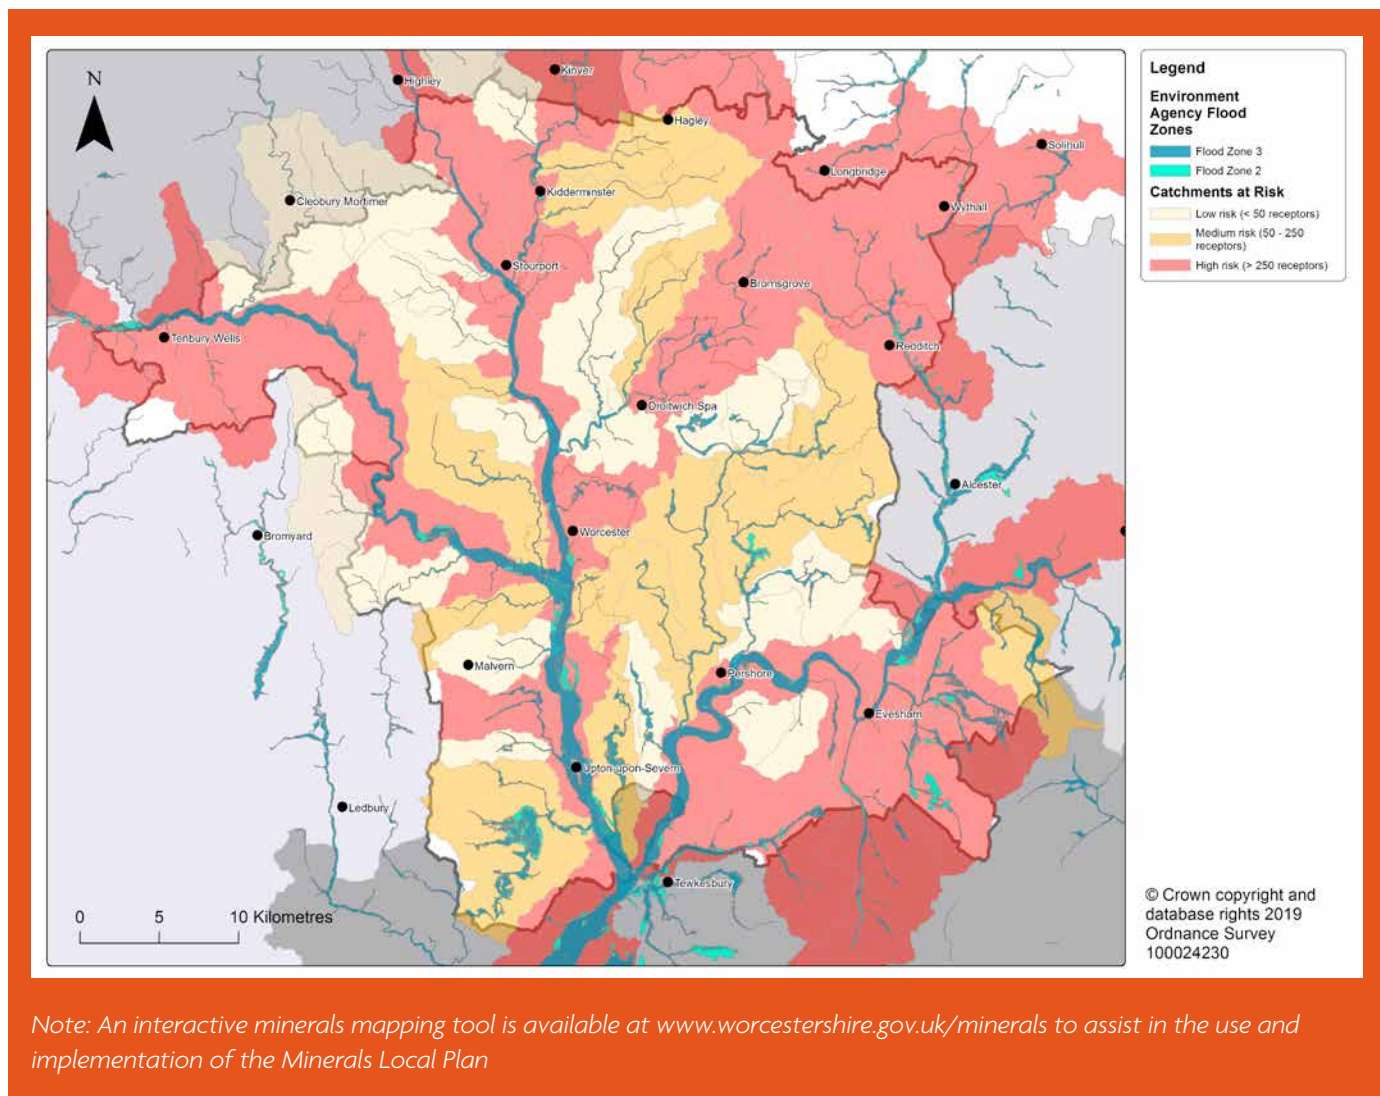 N
Highley
Kinver
Hagley
Solihull
Longbridge
Kidderminster
Cleobury Mortimer
Wythall
Stourport
Bromsgrove
Tenbury Wells
Redditch
Droitwich Spa
Alcester
Worcester
Bromyard
Malvern
Pershore
Evesham
Upton-upon-Severn
Ledbury
Tewkesbury
0 5 10 Kilometres
Legend
Environment
Agency Flood
Zones
Flood Zone 3
Flood Zone 2
Catchments at Risk
Low risk (< 50 receptors)
Medium risk (50 - 250
receptors)
High risk (> 250 receptors)
© Crown copyright and
database rights 2019
Ordnance Survey
100024230
Note: An interactive minerals mapping tool is available at www.worcestershire.gov.uk/minerals to assist in the use and
implementation of the Minerals Local Plan